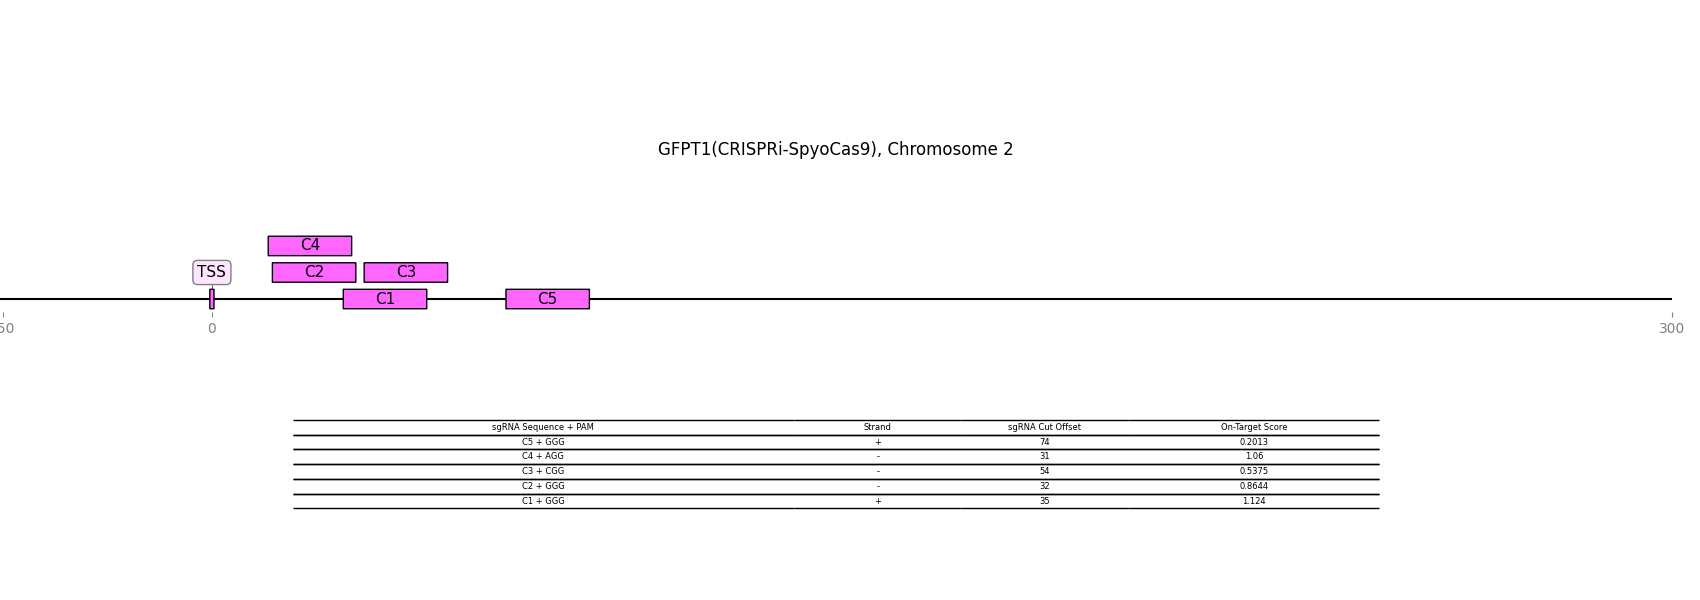 GFPT1(CRISPRi-SpyoCas9), Chromosome 2
C4
TSS C2 C3
C1 C5
50 0 300
sgRNA Sequence + PAM Strand sgRNA Cut Offset On-Target Score
C5 + GGG + 74 0.2013
C4 + AGG - 31 1.06
C3 + CGG - 54 0.5375
C2 + GGG - 32 0.8644
C1 + GGG + 35 1.124